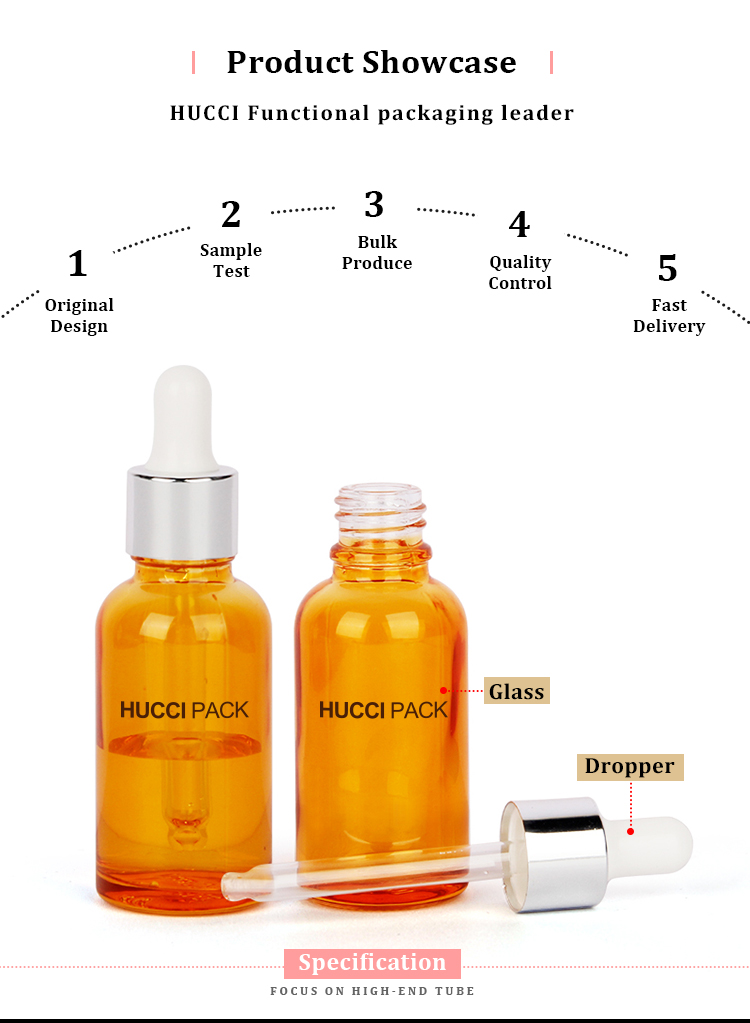 Product Showcase
HUCCI Functional packaging leader
1
Original
Design
2
Sample
Test
3
Bulk
Produce
4
Quality
Control
5
Fast
Delivery
HUCCI PACK
HUCCI PACK
Glass
Dropper
Specification
FOCUS ON HIGH-END TUBE